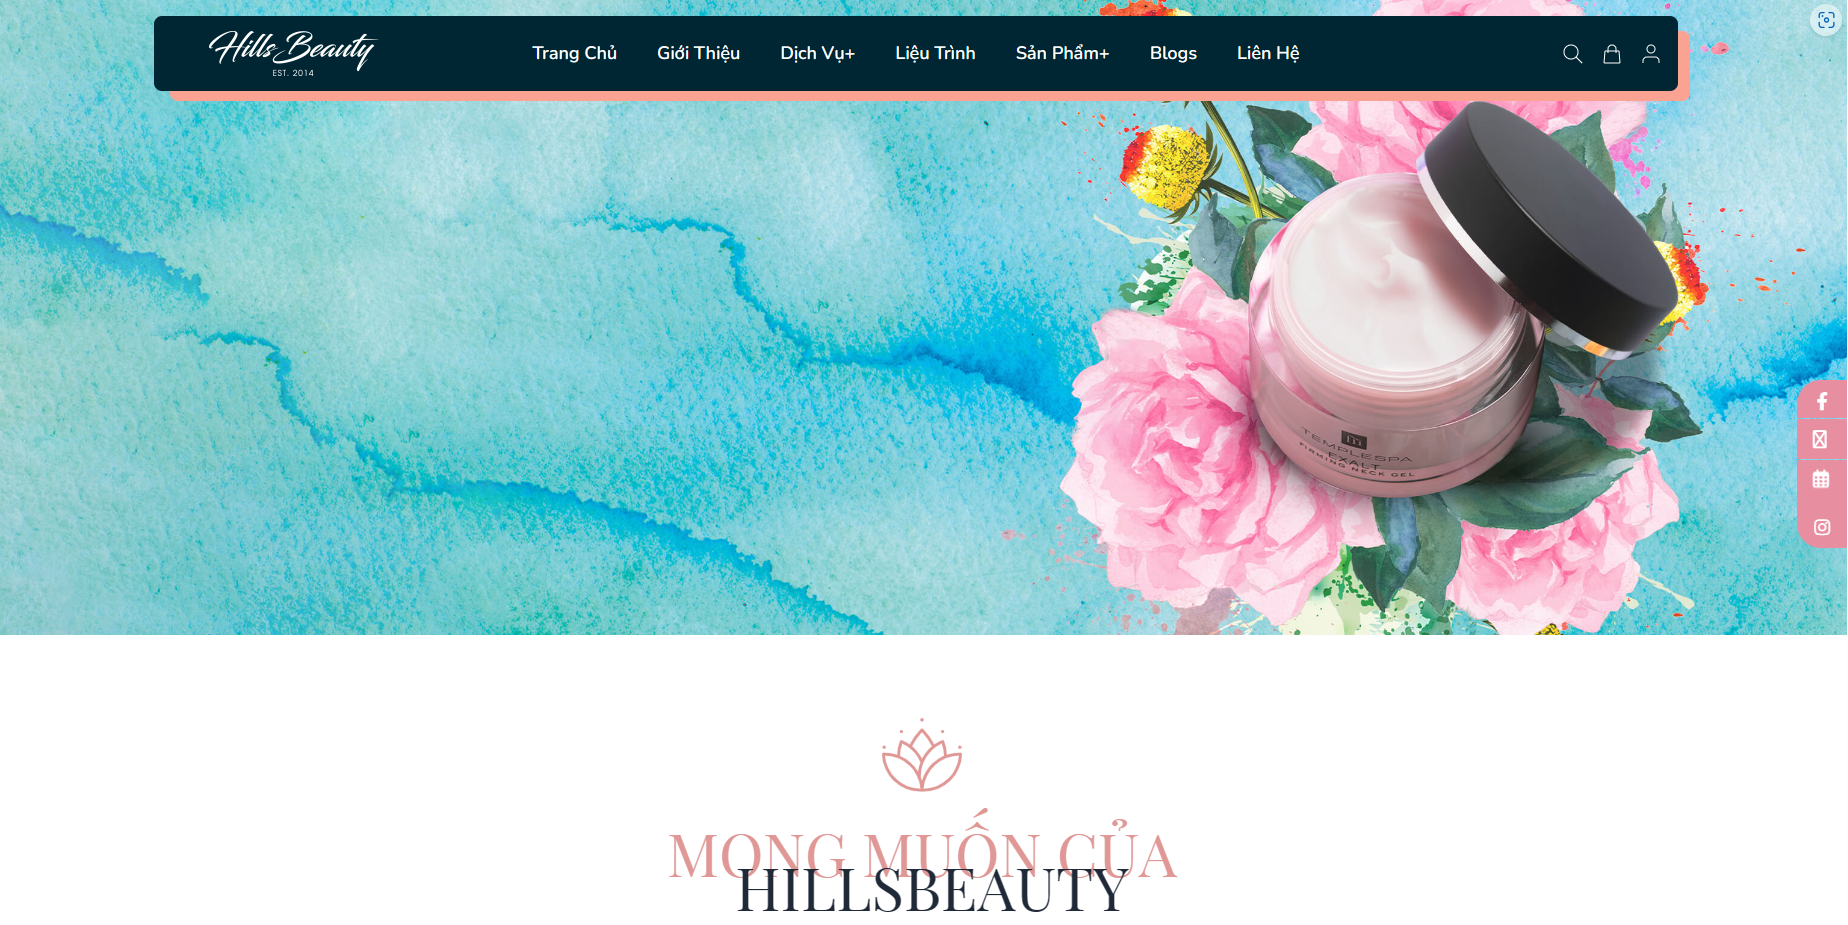 Hills Beauty
EST. 2014
Trang Chủ
Giới Thiệu
Dịch Vụ+
Liệu Trình
Sản Phẩm+
Blogs
Liên Hệ
TEMPLESPA
EXALT
FIRMING NECK GEL
MONG MUỐN CỦA
HILLSBEAUTY